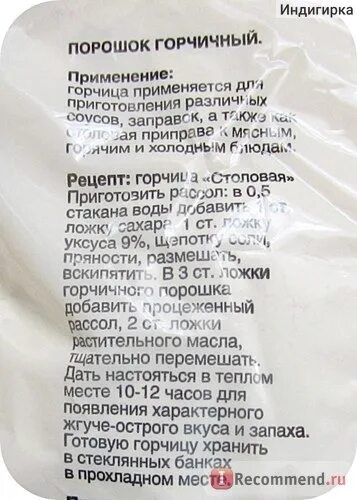 Индигирка
ПОРОШОК ГОРЧИЧНЫЙ.
Применение:
горчица применяется для
приготовления различных
соусов, заправок, а также как
столовая приправа к мясным,
горячим и холодным блюдам.
Рецепт: горчица «Столовая»
Приготовить рассол: в 0,5
стакана воды добавить 1 ст.
ложку сахара, 1 ст. ложку
уксуса 9%, щепотку соли,
пряности, размешать,
вскипятить. В 3 ст. ложки
горчичного порошка
добавить процеженный
рассол, 2 ст. ложки
растительного масла,
тщательно перемешать.
Дать настояться в теплом
месте 10-12 часов для
появления характерного
жгуче-острого вкуса и запаха.
Готовую горчицу хранить
в стеклянных банках
в прохладном месте.
iRecommend.ru